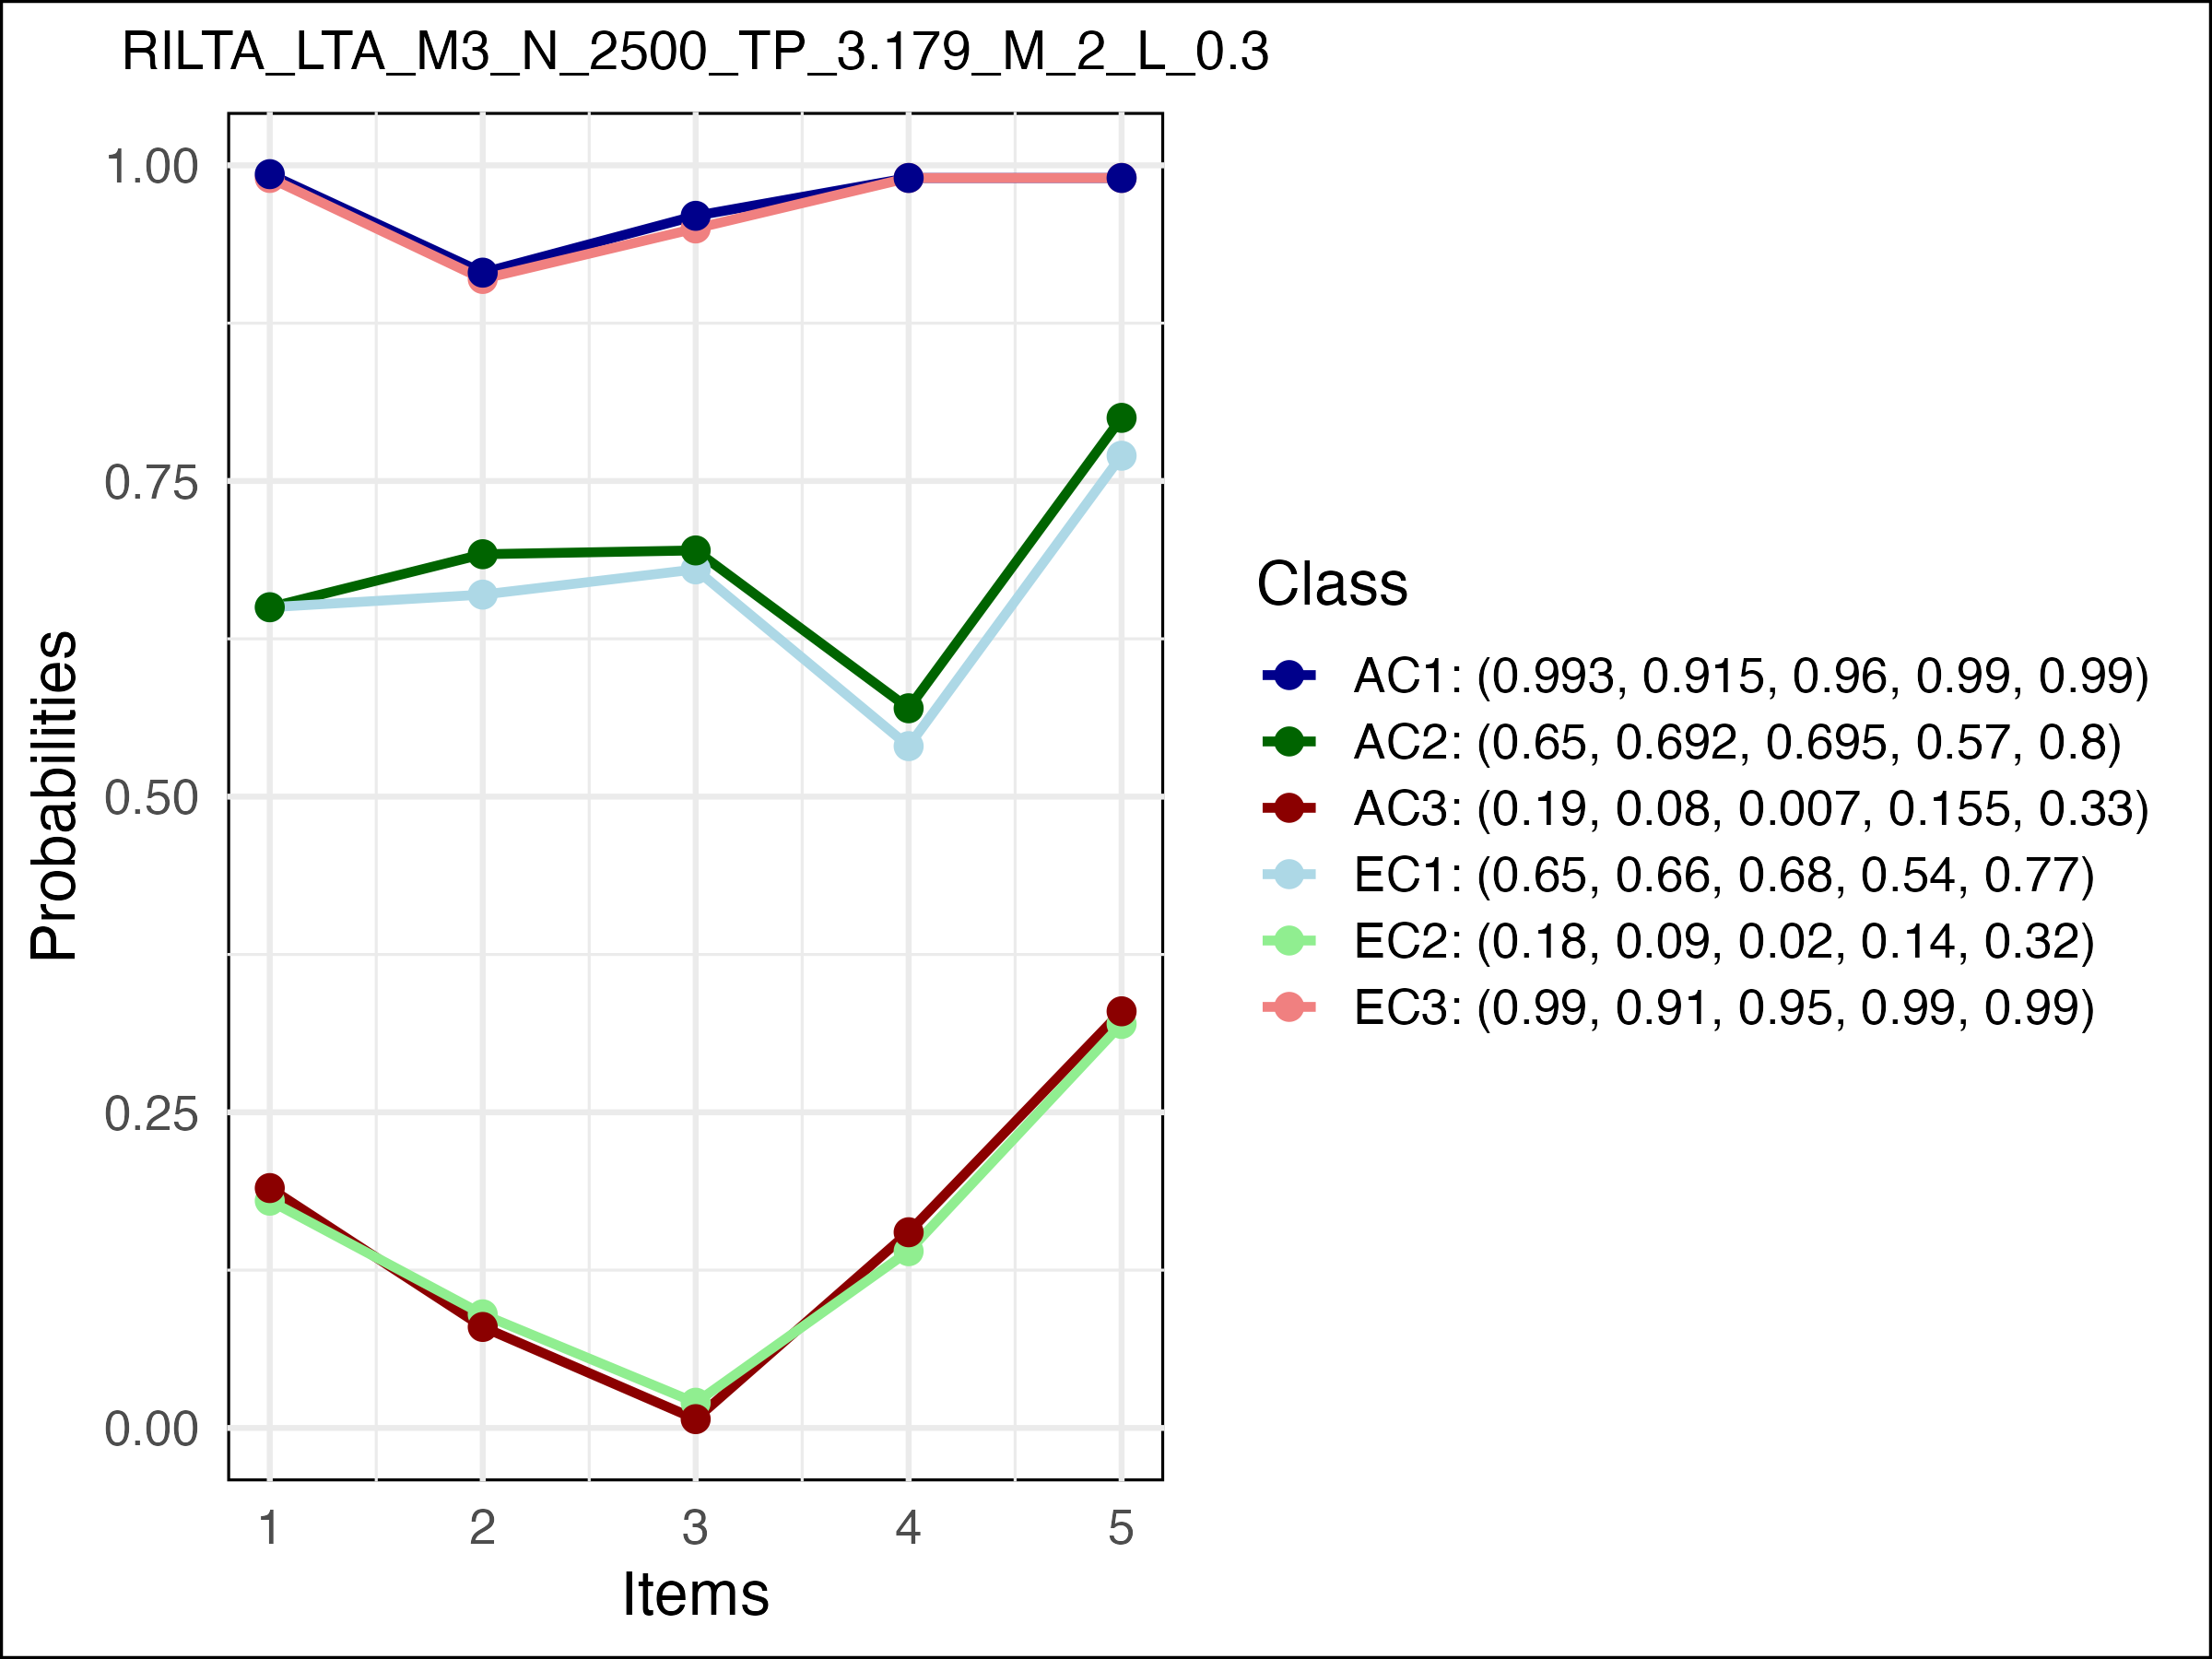 RILTA_LTA_M3_N_2500_TP_3.179_M_2_L_0.3
Probabilities
1.00
0.75
0.50
0.25
0.00
1 2 3 4 5
Items
Class
AC1: (0.993, 0.915, 0.96, 0.99, 0.99)
AC2: (0.65, 0.692, 0.695, 0.57, 0.8)
AC3: (0.19, 0.08, 0.007, 0.155, 0.33)
EC1: (0.65, 0.66, 0.68, 0.54, 0.77)
EC2: (0.18, 0.09, 0.02, 0.14, 0.32)
EC3: (0.99, 0.91, 0.95, 0.99, 0.99)